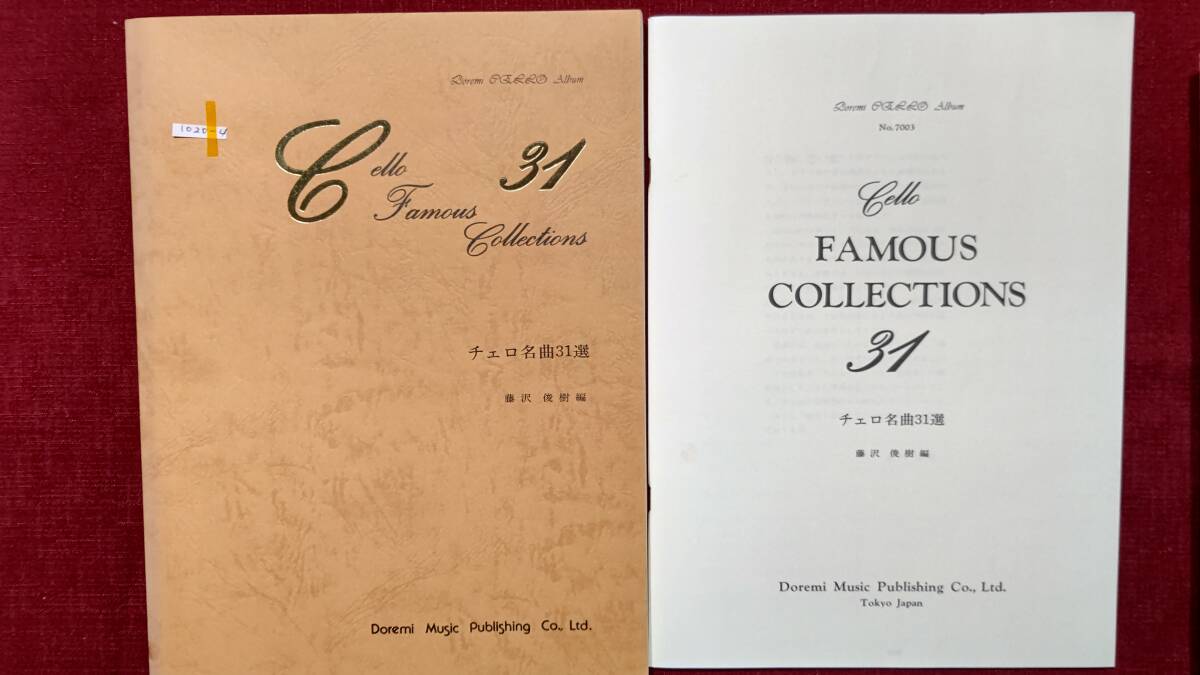 Doremi CELLO Album
1020-4
Cello 31
Famous
Collections
チェロ名曲31選
藤沢 俊樹編
Doremi Music Publishing Co., Ltd.
Doremi CELLO Album
No.7003
Cello
FAMOUS
COLLECTIONS
31
チェロ名曲31選
藤沢 俊樹編
Doremi Music Publishing Co., Ltd.
Tokyo Japan